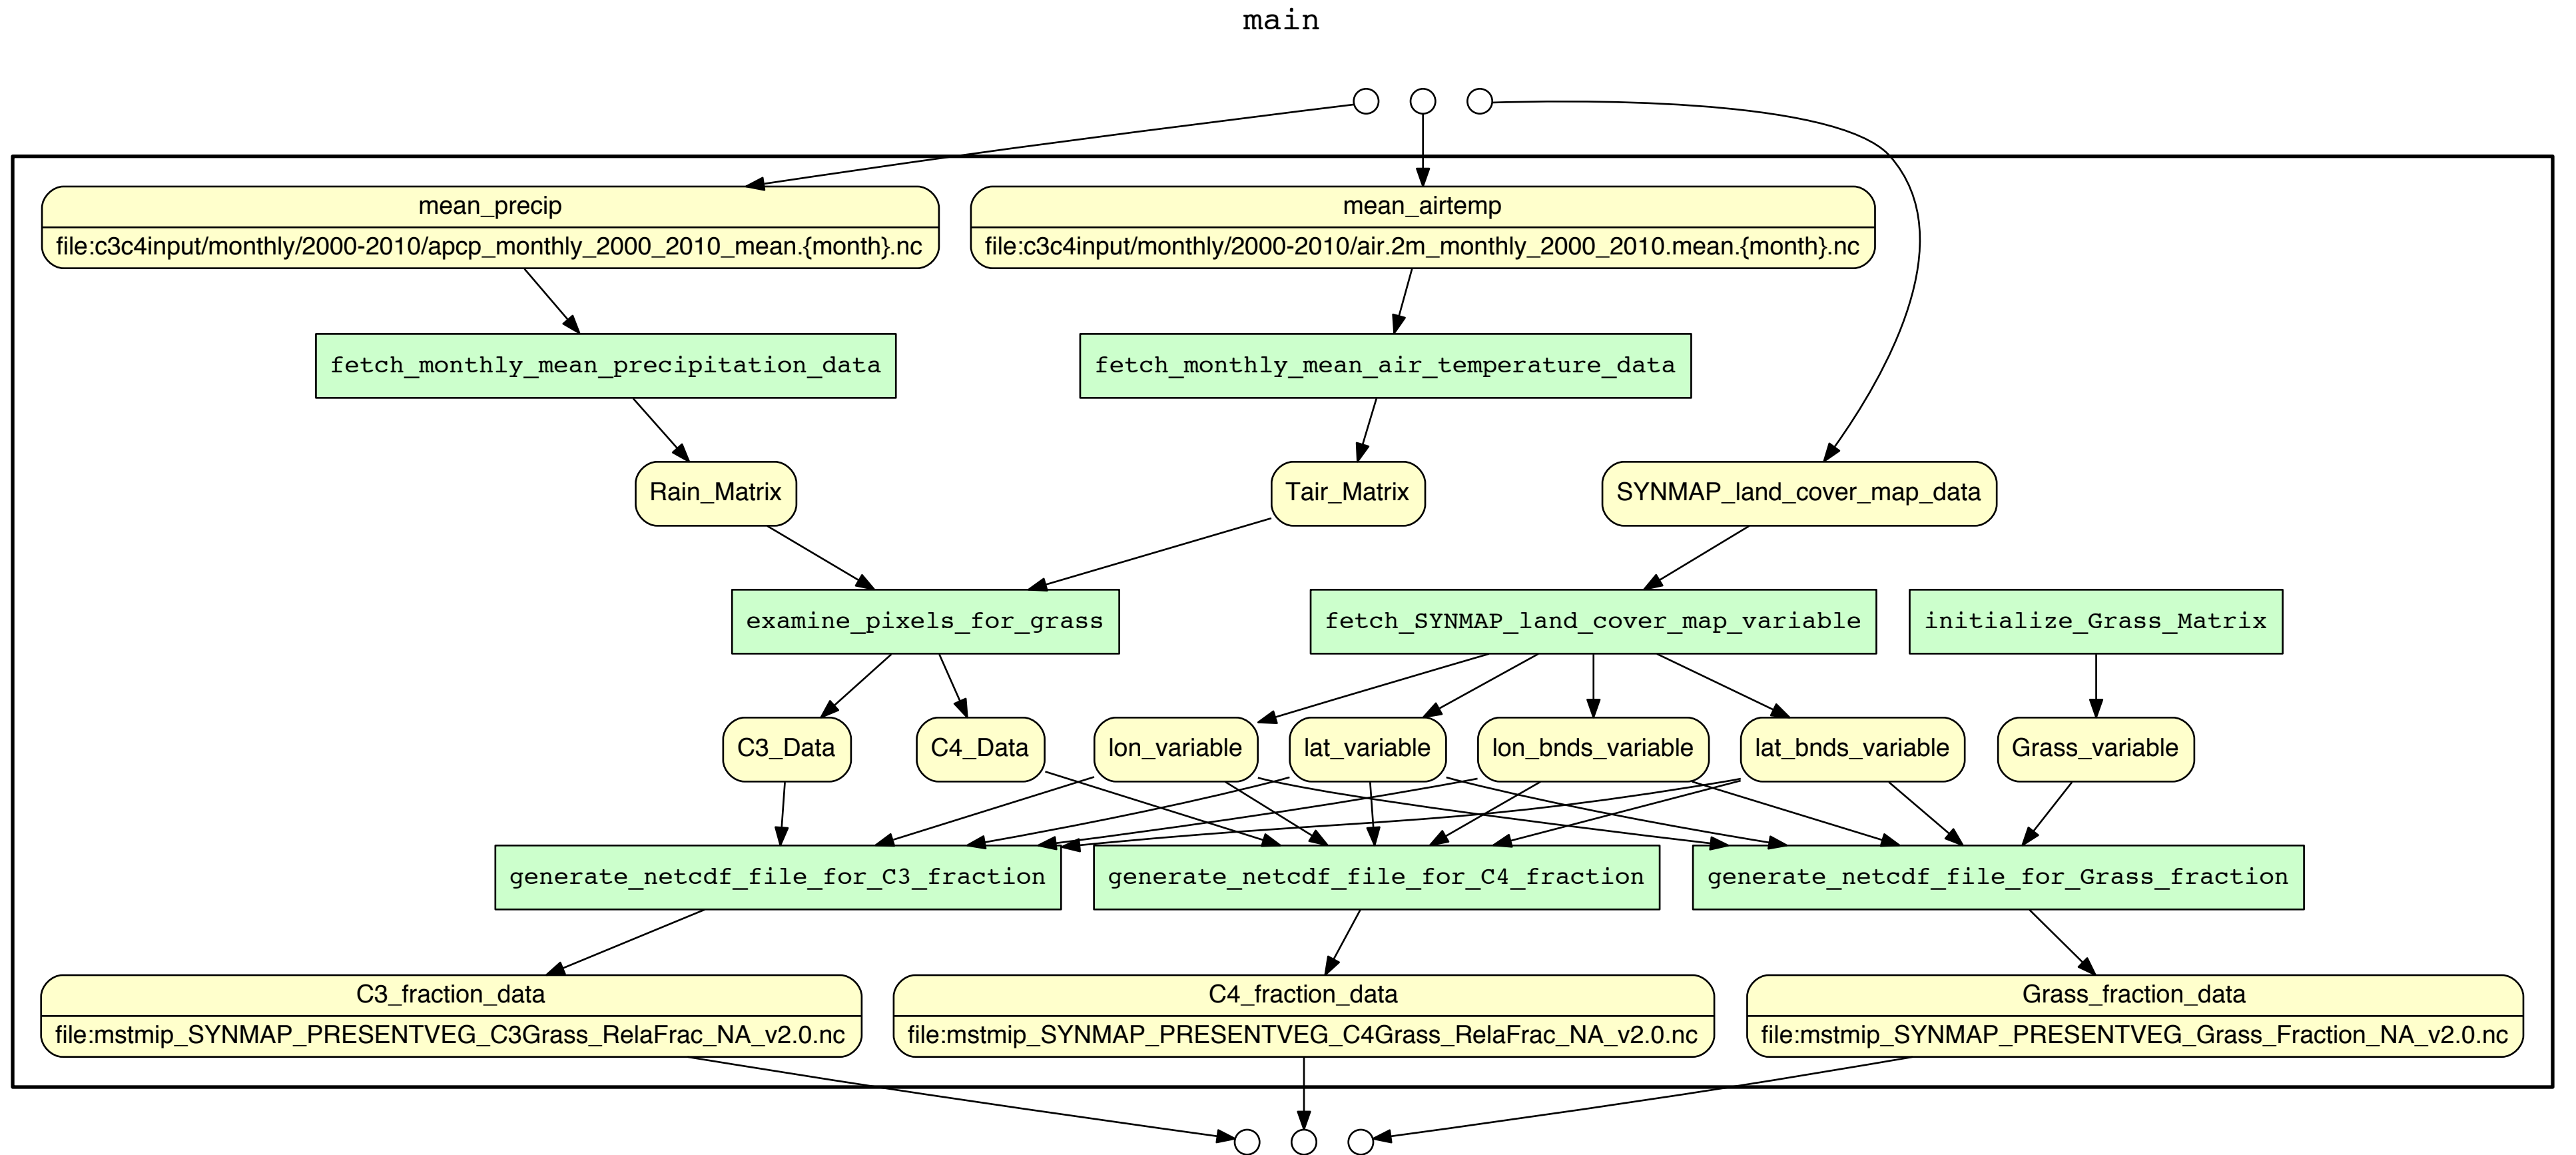 main
mean_precip
file:c3c4input/monthly/2000-2010/apcp_monthly_2000_2010_mean.{month}.nc
mean_airtemp
file:c3c4input/monthly/2000-2010/air.2m_monthly_2000_2010.mean.{month}.nc
fetch_monthly_mean_precipitation_data
fetch_monthly_mean_air_temperature_data
Rain_Matrix
Tair_Matrix
SYNMAP_land_cover_map_data
examine_pixels_for_grass
fetch_SYNMAP_land_cover_map_variable
initialize_Grass_Matrix
C3_Data
C4_Data
lon_variable
lat_variable
lon_bnds_variable
lat_bnds_variable
Grass_variable
generate_netcdf_file_for_C3_fraction
generate_netcdf_file_for_C4_fraction
generate_netcdf_file_for_Grass_fraction
C3_fraction_data
file:mstmip_SYNMAP_PRESENTVEG_C3Grass_RelaFrac_NA_v2.0.nc
C4_fraction_data
file:mstmip_SYNMAP_PRESENTVEG_C4Grass_RelaFrac_NA_v2.0.nc
Grass_fraction_data
file:mstmip_SYNMAP_PRESENTVEG_Grass_Fraction_NA_v2.0.nc